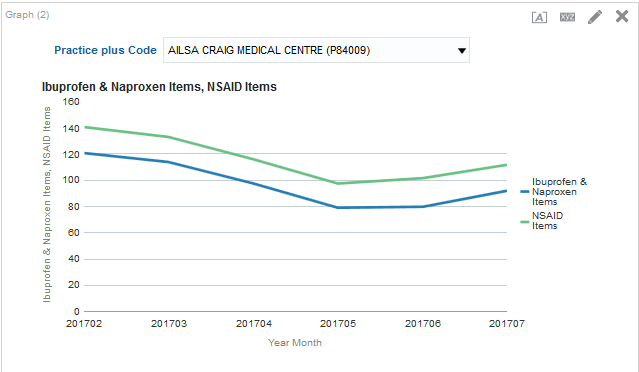 Graph (2)
A
xyz
Practice plus Code
AILSA CRAIG MEDICAL CENTRE (P84009)
Ibuprofen & Naproxen Items, NSAID Items
Ibuprofen & Naproxen Items, NSAID Items
160
140
120
100
80
60
40
20
0
201702 201703 201704 201705 201706 201707
Year Month
Ibuprofen &
Naproxen
Items
NSAID
Items